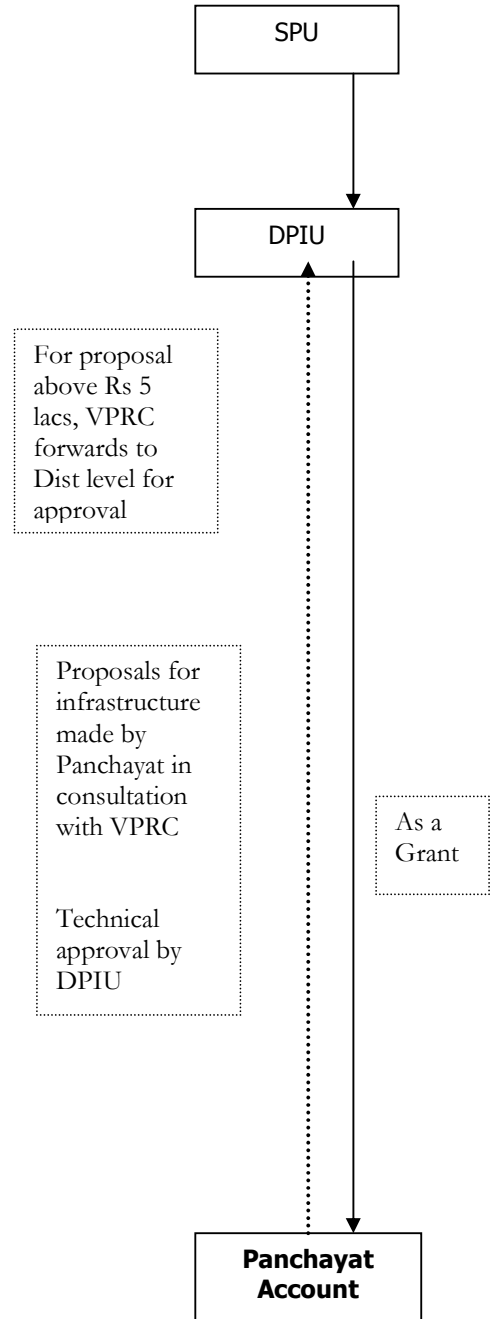 SPU
DPIU
For proposal
above Rs 5
lacs, VPRC
forwards to
Dist level for
approval
Proposals for
infrastructure
made by
Panchayat in
consultation
with VPRC
Technical
approval by
DPIU
As a
Grant
Panchayat
Account